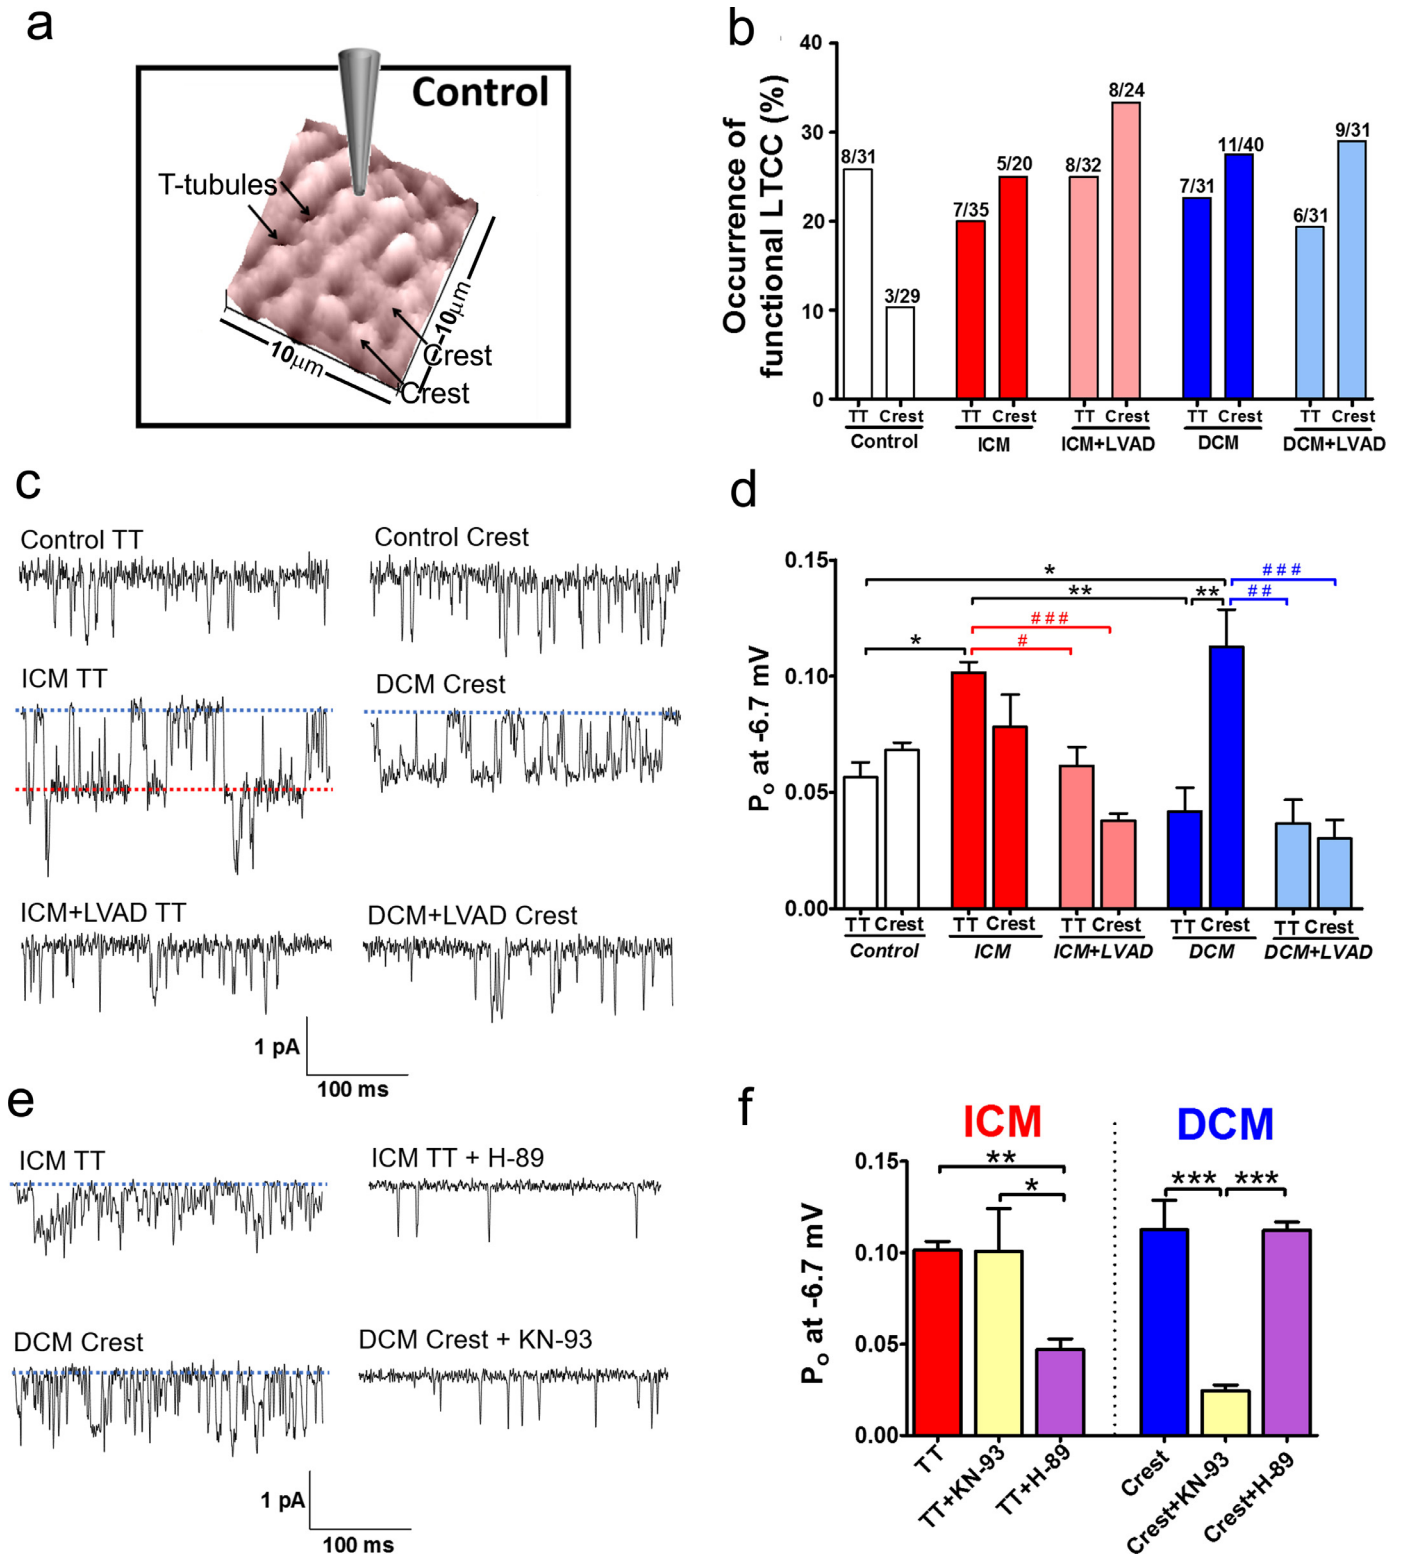 a
Control
T-tubules
Crest
Crest
10μm
10μm
b
Occurrence of
functional LTCC (%)
40
30
20
10
0
8/31
3/29
7/35
5/20
8/32
8/24
7/31
11/40
6/31
9/31
TT Crest TT Crest TT Crest TT Crest TT Crest
Control ICM ICM+LVAD DCM DCM+LVAD
c
Control TT
Control Crest
ICM TT
DCM Crest
ICM+LVAD TT
DCM+LVAD Crest
1 pA
100 ms
d
Po at -6.7 mV
0.15
0.10
0.05
0.00
* ###
** ** ##
###
* #
TT Crest TT Crest TT Crest TT Crest TT Crest
Control ICM ICM+LVAD DCM DCM+LVAD
e
ICM TT
ICM TT + H-89
DCM Crest
DCM Crest + KN-93
1 pA
100 ms
f
ICM DCM
Po at -6.7 mV
0.15
0.10
0.05
0.00
**
*
*** ***
TT
TT+KN-93
TT+H-89
Crest
Crest+KN-93
Crest+H-89